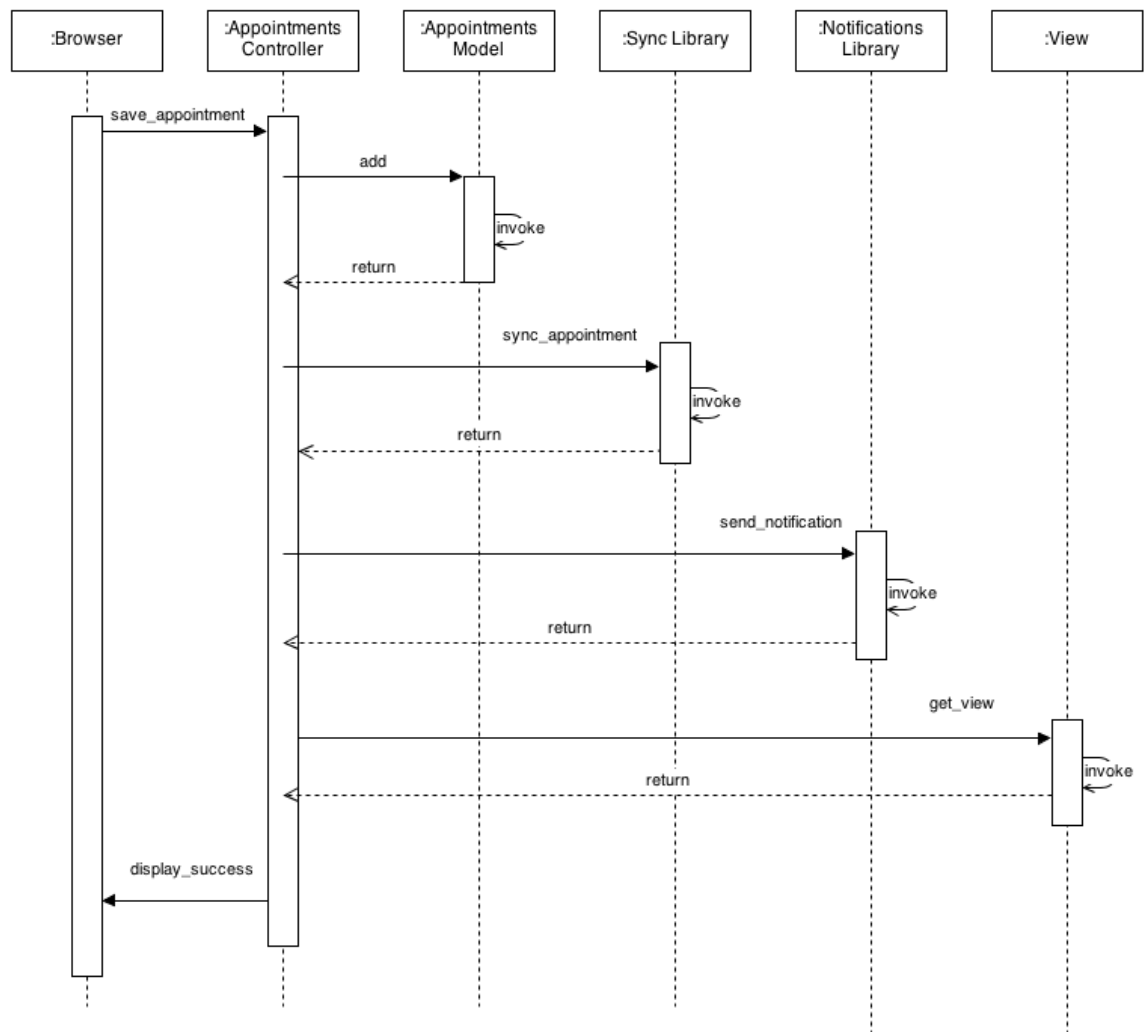 :Browser
:Appointments
Controller
:Appointments
Model
:Sync Library
:Notifications
Library
:View
save_appointment
add
invoke
return
sync_appointment
invoke
return
send_notification
invoke
return
get_view
invoke
return
display_success